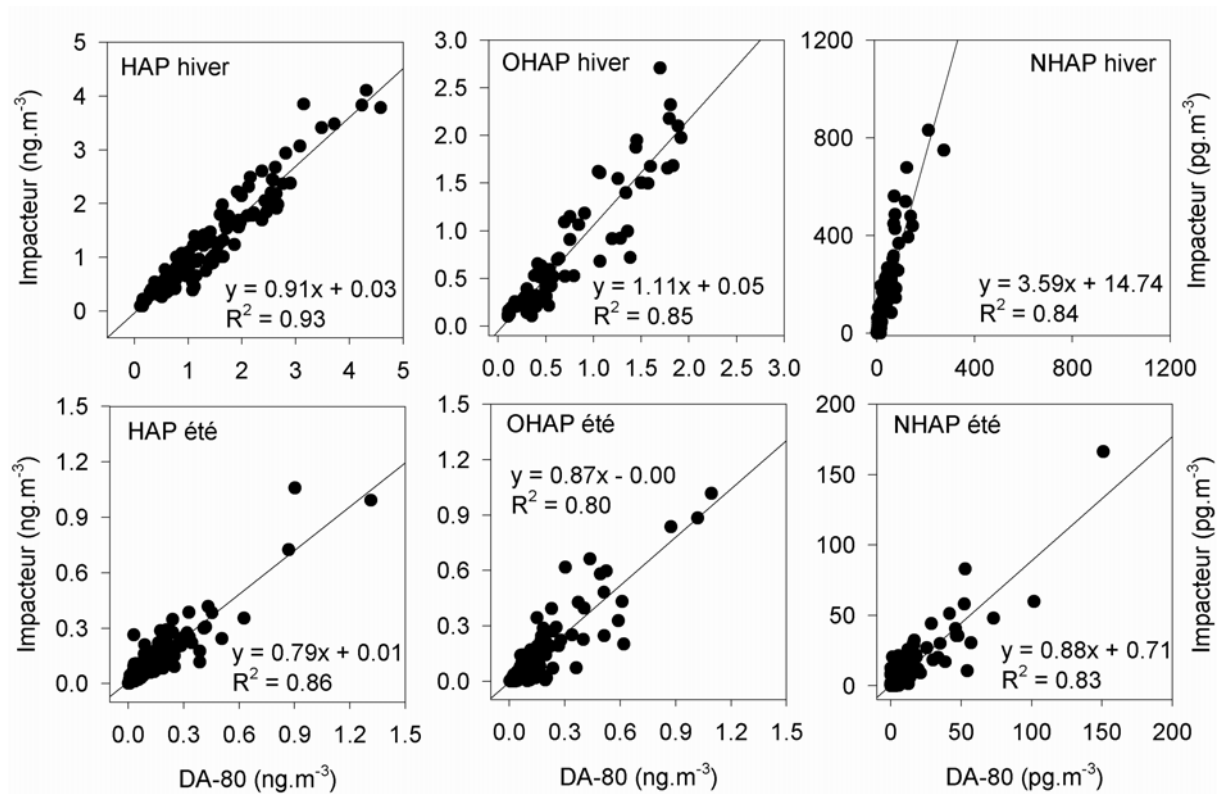 HAP hiver
Impacteur (ng.m-3)
5
4
3
2
1
0
y = 0.91x + 0.03
R2 = 0.93
0 1 2 3 4 5
OHAP hiver
3.0
2.5
2.0
1.5
1.0
0.5
0.0
y = 1.11x + 0.05
R2 = 0.85
0.0 0.5 1.0 1.5 2.0 2.5 3.0
NHAP hiver
1200
800
400
0
y = 3.59x + 14.74
R2 = 0.84
0 400 800 1200
Impacteur (pg.m-3)
HAP été
Impacteur (ng.m-3)
1.5
1.2
0.9
0.6
0.3
0.0
y = 0.79x + 0.01
R2 = 0.86
0.0 0.3 0.6 0.9 1.2 1.5
DA-80 (ng.m-3)
OHAP été
1.5
1.2
0.9
0.6
0.3
0.0
y = 0.87x - 0.00
R2 = 0.80
0.0 0.3 0.6 0.9 1.2 1.5
DA-80 (ng.m-3)
NHAP été
200
150
100
50
0
y = 0.88x + 0.71
R2 = 0.83
0 50 100 150 200
DA-80 (pg.m-3)
Impacteur (pg.m-3)